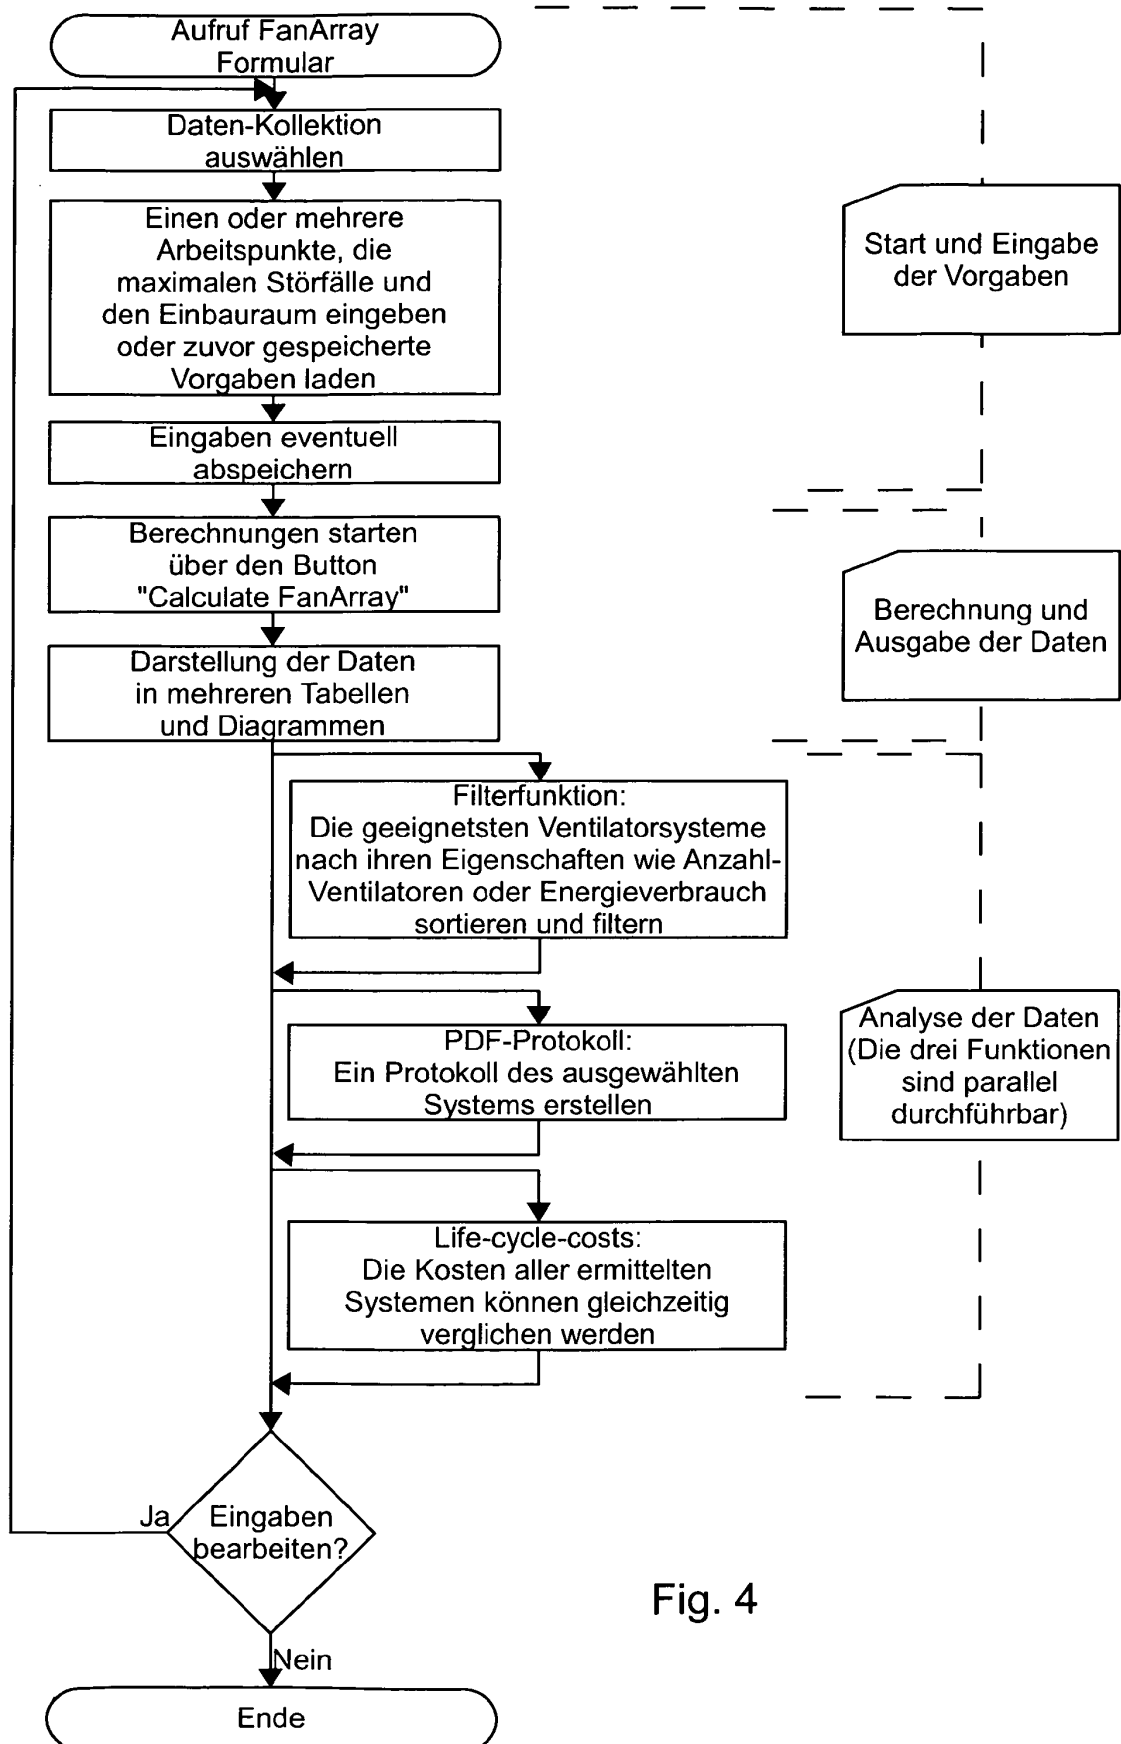 Aufruf FanArray
Formular
Daten-Kollektion
auswählen
Einen oder mehrere
Arbeitspunkte, die
maximalen Störfälle und
den Einbauraum eingeben
oder zuvor gespeicherte
Vorgaben laden
Start und Eingabe
der Vorgaben
Eingaben eventuell
abspeichern
Berechnungen starten
über den Button
"Calculate FanArray"
Berechnung und
Ausgabe der Daten
Darstellung der Daten
in mehreren Tabellen
und Diagrammen
Filterfunktion:
Die geeignetsten Ventilatorsysteme
nach ihren Eigenschaften wie Anzahl-
Ventilatoren oder Energieverbrauch
sortieren und filtern
PDF-Protokoll:
Ein Protokoll des ausgewählten
Systems erstellen
Analyse der Daten
(Die drei Funktionen
sind parallel
durchführbar)
Life-cycle-costs:
Die Kosten aller ermittelten
Systemen können gleichzeitig
verglichen werden
Ja
Eingaben
bearbeiten?
Nein
Ende
Fig. 4